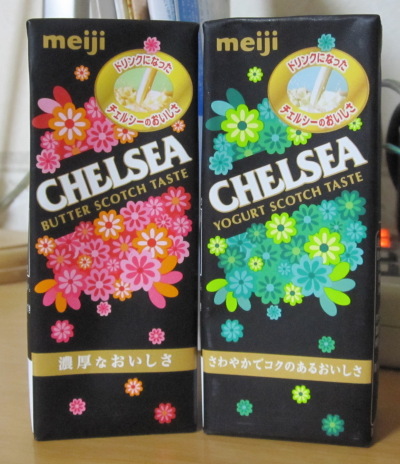 meiji
ドリンクになった
チェルシーのおいしさ
CHELSEA
BUTTER SCOTCH TASTE
濃厚なおいしさ
meiji
ドリンクになった
チェルシーのおいしさ
CHELSEA
YOGURT SCOTCH TASTE
さわやかでコクのあるおいしさ